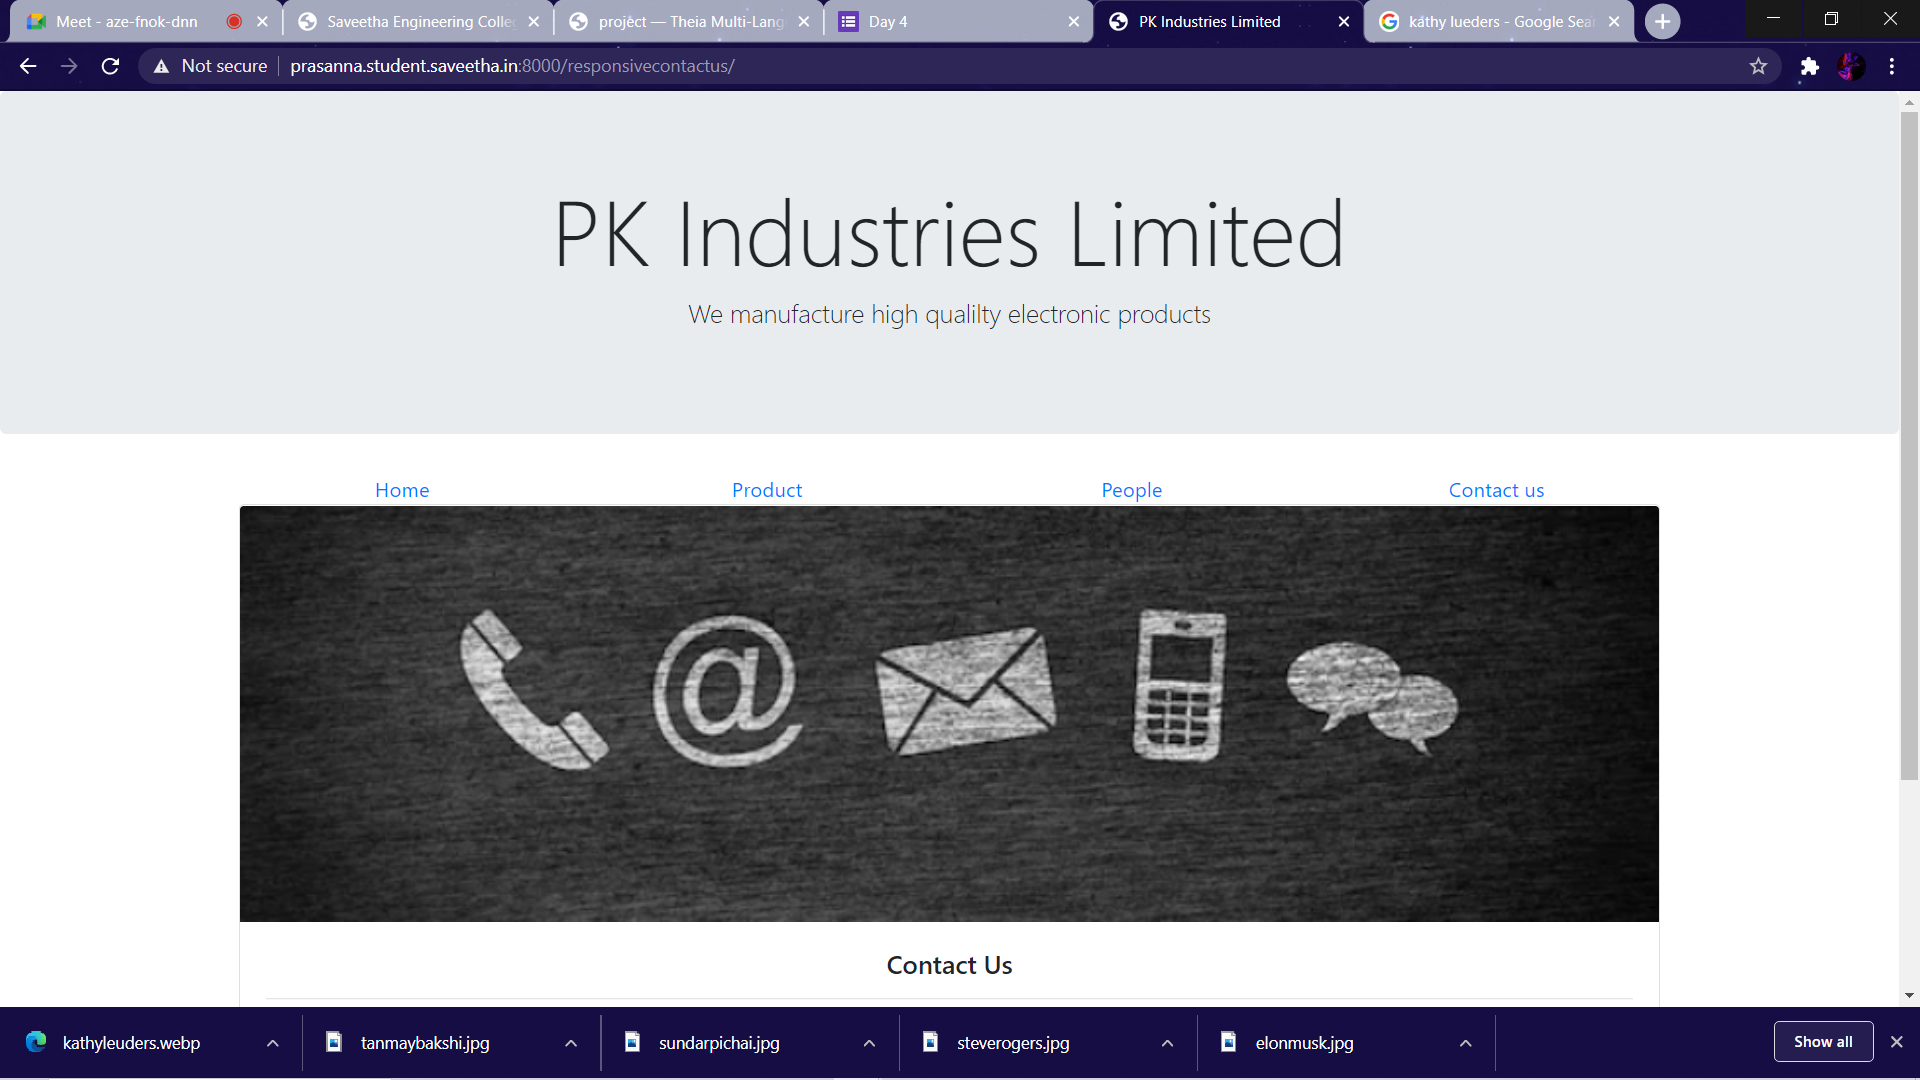 Meet - aze-fnok-dnn
Saveetha Engineering Colle
project — Theia Multi-Lang
Day 4
PK Industries Limited
kathy lueders - Google Sea
Not secure
prasanna.student.saveetha.in:8000/responsivecontactus/
PK Industries Limited
We manufacture high qualilty electronic products
Home
Product
People
Contact us
@
Contact Us
kathyleuders.webp
tanmaybakshi.jpg
sundarpichai.jpg
steverogers.jpg
elonmusk.jpg
Show all